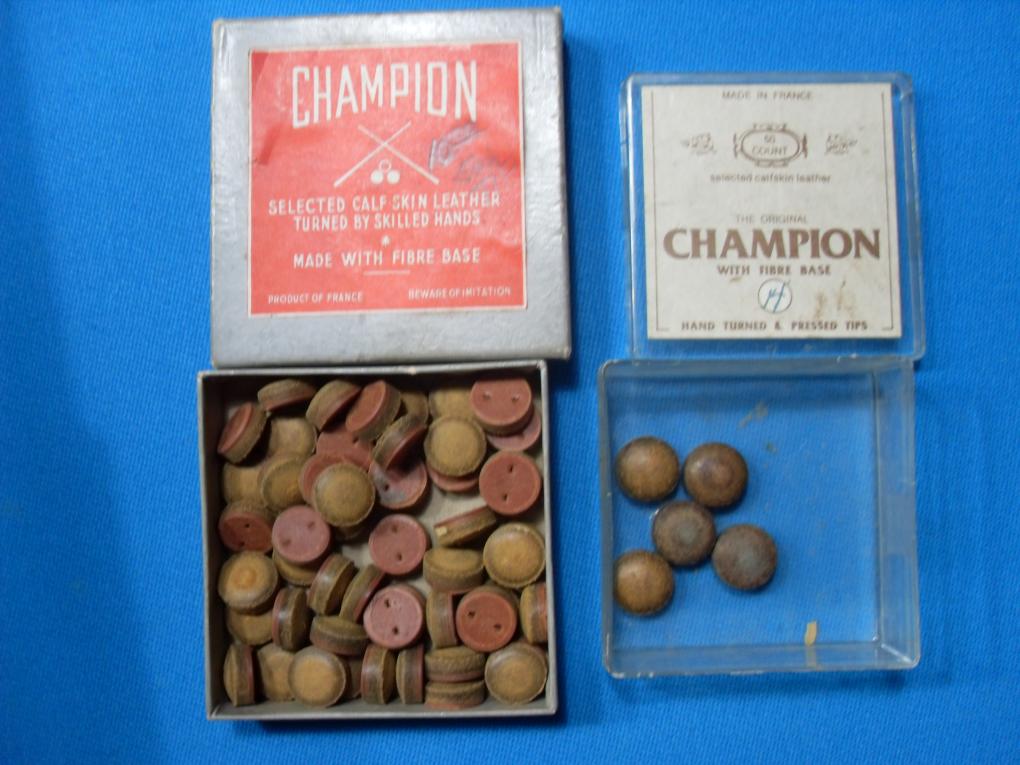 CHAMPION
SELECTED CALF SKIN LEATHER
TURNED BY SKILLED HANDS
*
MADE WITH FIBRE BASE
PRODUCT OF FRANCE
BEWARE OF IMITATION
MADE IN FRANCE
50
COUNT
selected calfskin leather
THE ORIGINAL
CHAMPION
WITH FIBRE BASE
HAND TURNED & PRESSED TIPS